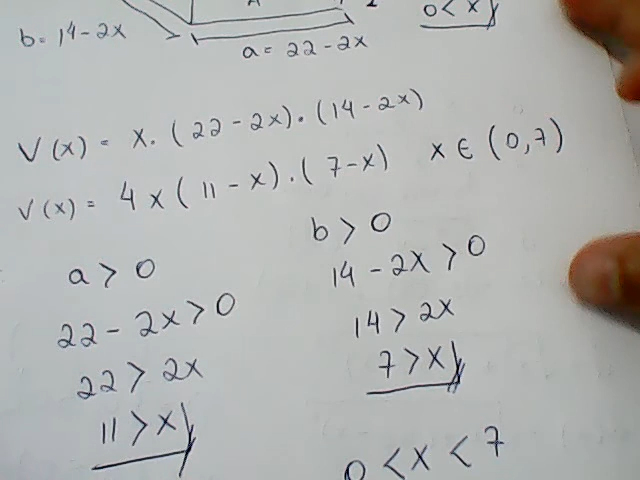 b = 14 - 2x
a = 22 - 2x
0 < x
V(x) = x. (22 - 2x). (14 - 2x)
V(x) = 4x (11 - x). (7 - x) x ∈ (0,7)
a > 0
22 - 2x > 0
22 > 2x
11 > x
b > 0
14 - 2x > 0
14 > 2x
7 > x
0 < x < 7